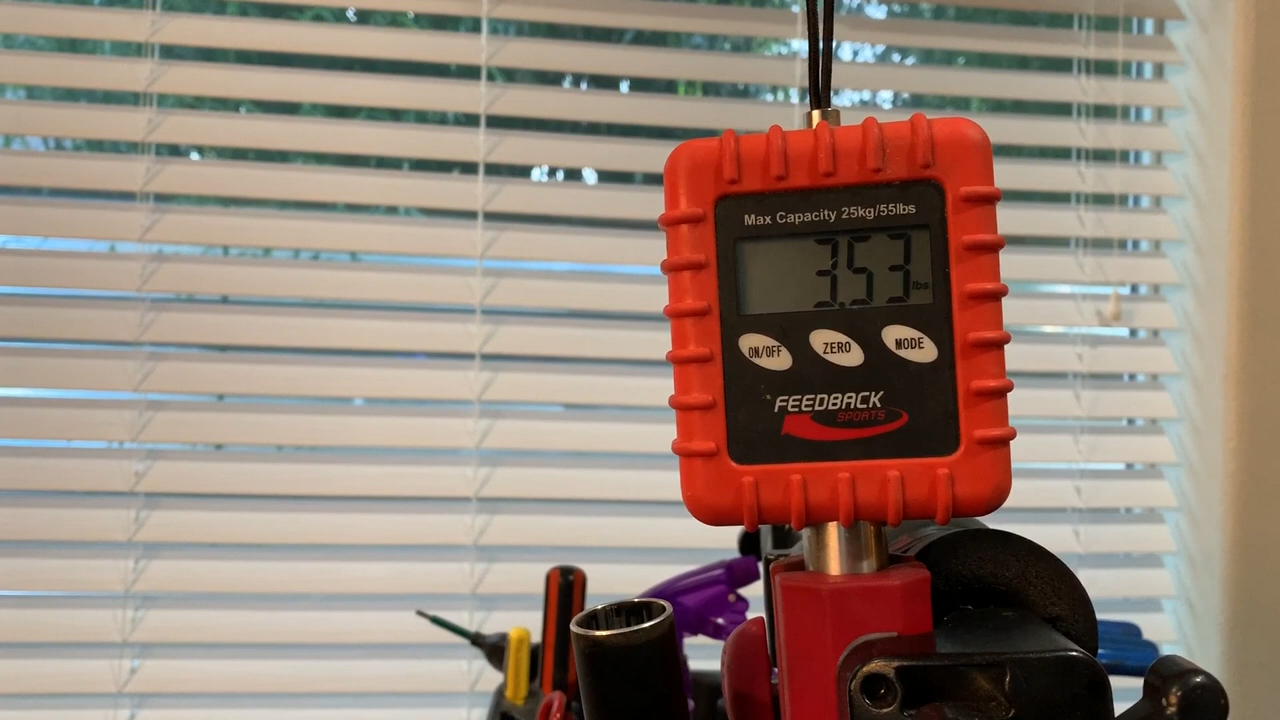 Max Capacity 25kg/55lbs
3.53 lbs
ON/OFF ZERO MODE
FEEDBACK
SPORTS